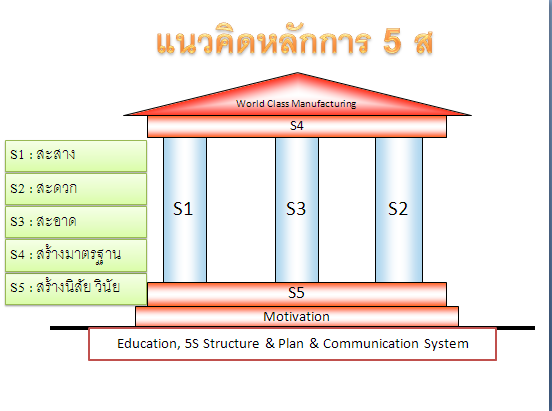 แนวคิดหลักการ 5 ส
World Class Manufacturing
S4
S1 : สะสาง
S2 : สะดวก
S3 : สะอาด
S4 : สร้างมาตรฐาน
S5 : สร้างนิสัย วินัย
S1
S3
S2
S5
Motivation
Education, 5S Structure & Plan & Communication System